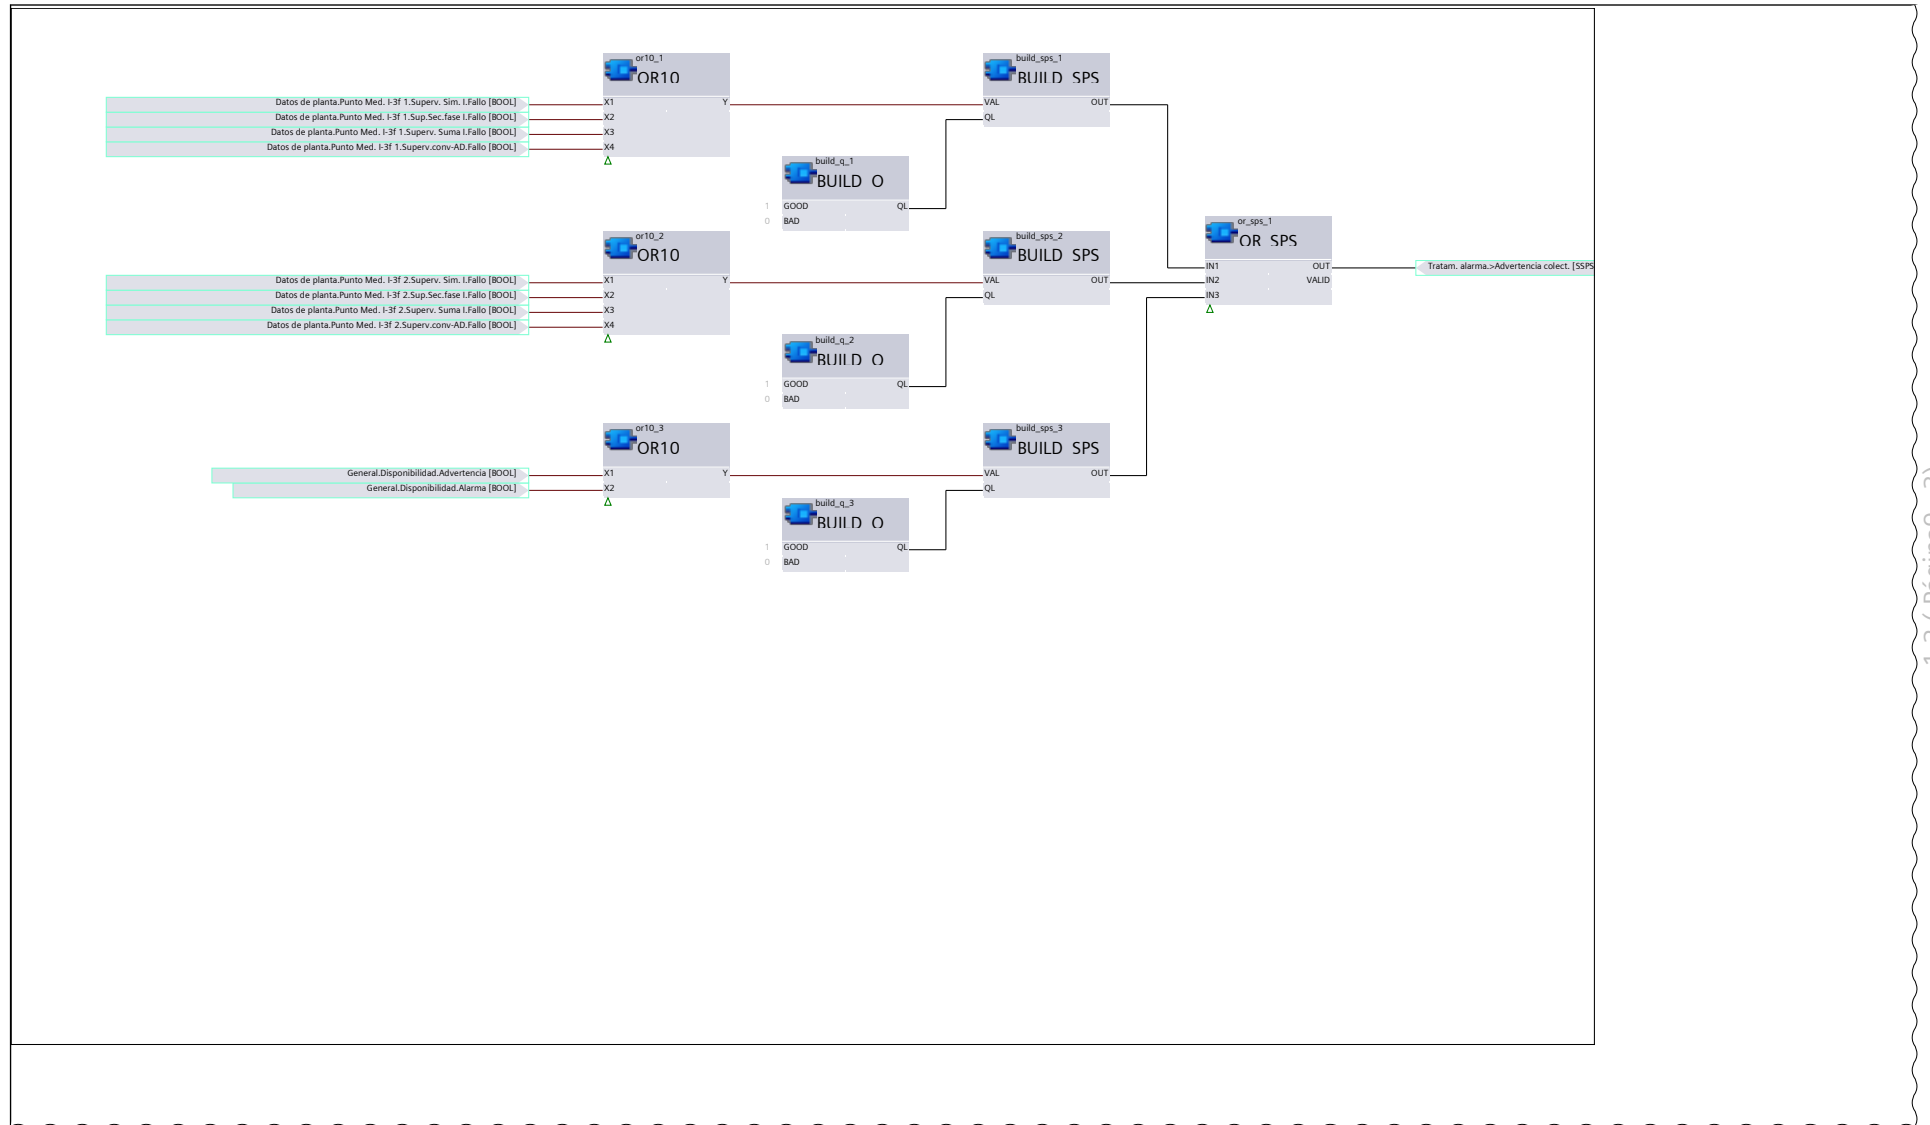 or10_1
OR10
build_sps_1
BUILD_SPS
Datos de planta.Punto Med. I-3f 1.Superv. Sim. I.Fallo [BOOL]
X1
Y
VAL
OUT
Datos de planta.Punto Med. I-3f 1.Sup.Sec.fase I.Fallo [BOOL]
X2
QL
Datos de planta.Punto Med. I-3f 1.Superv. Suma I.Fallo [BOOL]
X3
Datos de planta.Punto Med. I-3f 1.Superv.conv-AD.Fallo [BOOL]
X4
build_q_1
BUILD_Q
1
GOOD
QL
0
BAD
or_sps_1
OR_SPS
or10_2
OR10
build_sps_2
BUILD_SPS
IN1
OUT
Tratam. alarma.>Advertencia colect. [SSPS
Datos de planta.Punto Med. I-3f 2.Superv. Sim. I.Fallo [BOOL]
X1
Y
VAL
OUT
IN2
VALID
Datos de planta.Punto Med. I-3f 2.Sup.Sec.fase I.Fallo [BOOL]
X2
QL
IN3
Datos de planta.Punto Med. I-3f 2.Superv. Suma I.Fallo [BOOL]
X3
Datos de planta.Punto Med. I-3f 2.Superv.conv-AD.Fallo [BOOL]
X4
build_q_2
BUILD_Q
1
GOOD
QL
0
BAD
or10_3
OR10
build_sps_3
BUILD_SPS
General.Disponibilidad.Advertencia [BOOL]
X1
Y
VAL
OUT
General.Disponibilidad.Alarma [BOOL]
X2
QL
build_q_3
BUILD_Q
1
GOOD
QL
0
BAD